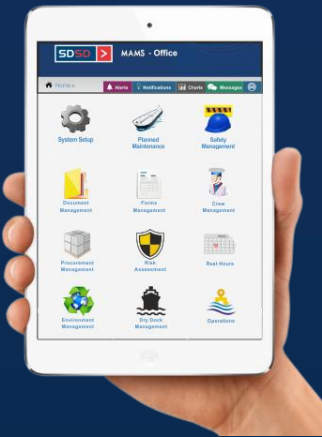 SDSD > MAMS - Office
Home
Alerts
Notifications
Charts
Messages
System Setup
Planned
Maintenance
Safety
Management
Document
Management
Forms
Management
Crew
Management
Procurement
Management
Risk
Assessment
Rest Hours
Environment
Management
Dry Dock
Management
Operations